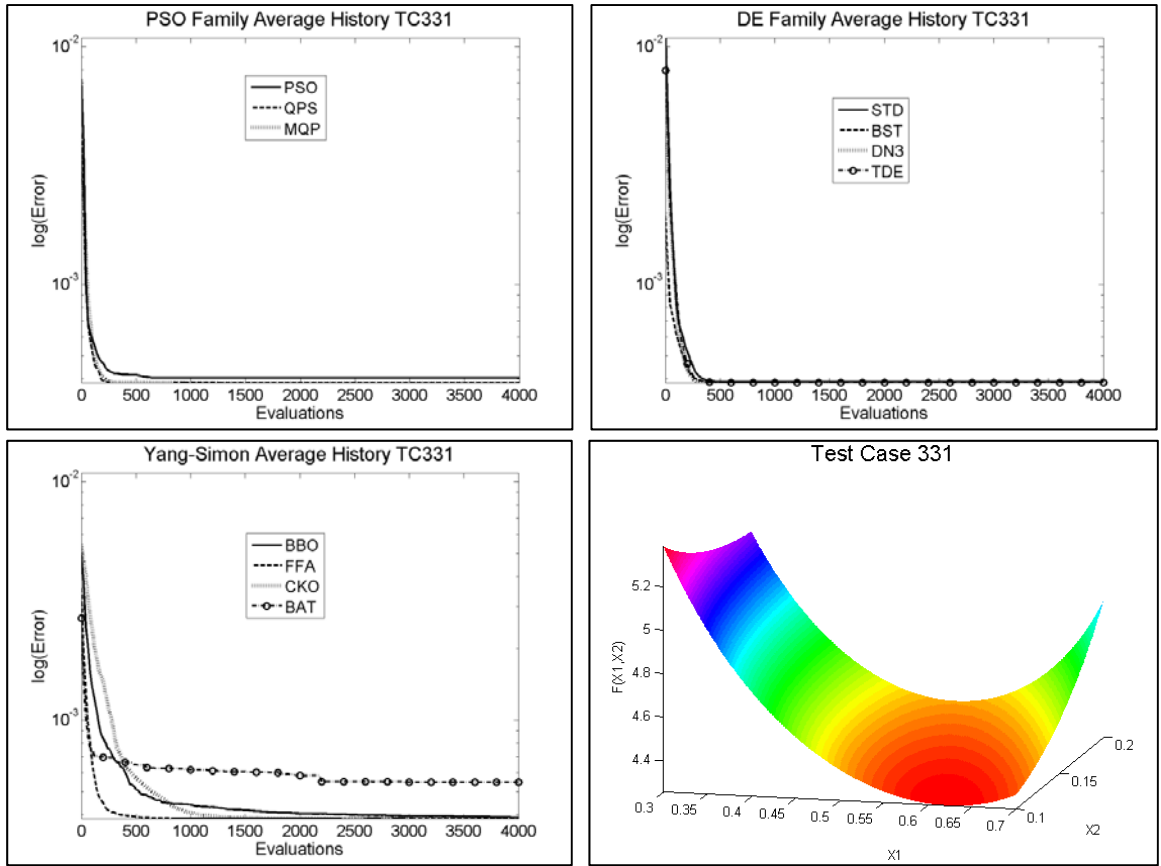 PSO Family Average History TC331
10^-2
10^-3
log(Error)
PSO
QPS
MQP
0 500 1000 1500 2000 2500 3000 3500 4000
Evaluations
DE Family Average History TC331
10^-2
10^-3
log(Error)
STD
BST
DN3
TDE
0 500 1000 1500 2000 2500 3000 3500 4000
Evaluations
Yang-Simon Average History TC331
10^-2
10^-3
log(Error)
BBO
FFA
CKO
BAT
0 500 1000 1500 2000 2500 3000 3500 4000
Evaluations
Test Case 331
5.2
5
4.8
4.6
4.4
F(X1,X2)
0.3 0.35 0.4 0.45 0.5 0.55 0.6 0.65 0.7
X1
0.1 0.15 0.2
X2